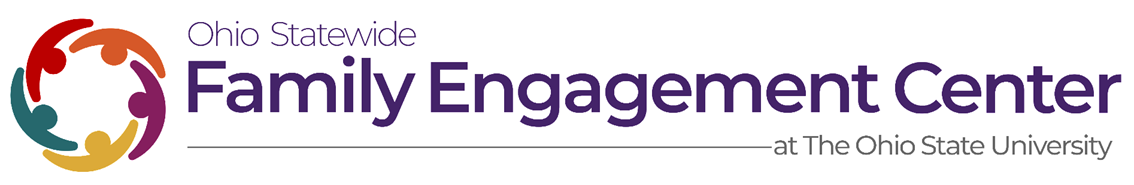 Ohio Statewide
Family Engagement Center
at The Ohio State University